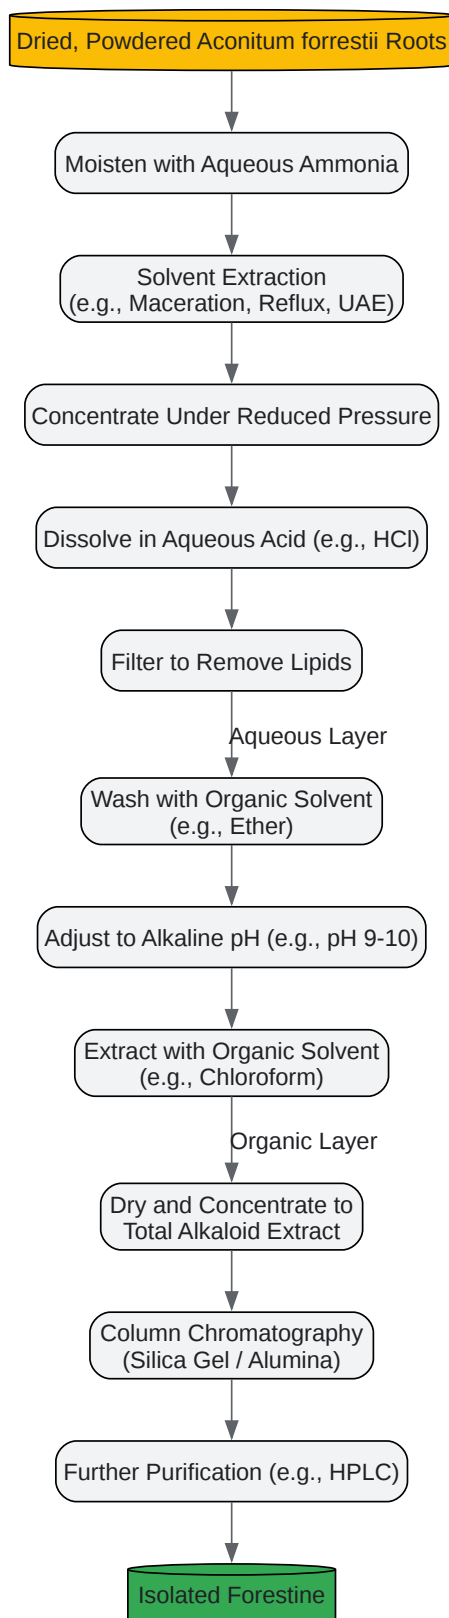 Dried, Powdered Aconitum forrestii Roots
Moisten with Aqueous Ammonia
Solvent Extraction
(e.g., Maceration, Reflux, UAE)
Concentrate Under Reduced Pressure
Dissolve in Aqueous Acid (e.g., HCl)
Filter to Remove Lipids
Aqueous Layer
Wash with Organic Solvent
(e.g., Ether)
Adjust to Alkaline pH (e.g., pH 9-10)
Extract with Organic Solvent
(e.g., Chloroform)
Organic Layer
Dry and Concentrate to
Total Alkaloid Extract
Column Chromatography
(Silica Gel / Alumina)
Further Purification (e.g., HPLC)
Isolated Forestine